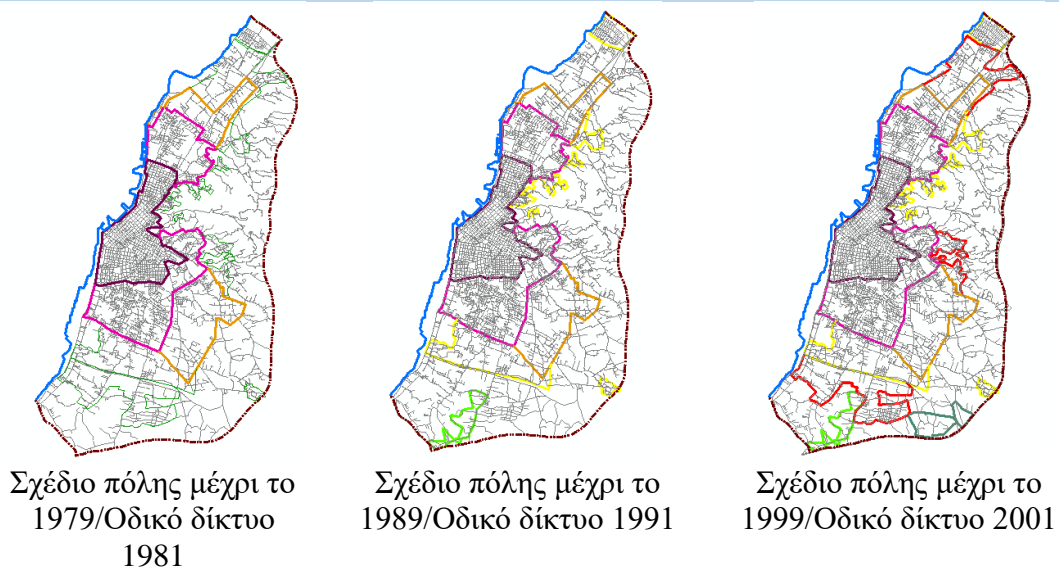 Σχέδιο πόλης μέχρι το
1979/Οδικό δίκτυο
1981
Σχέδιο πόλης μέχρι το
1989/Οδικό δίκτυο 1991
Σχέδιο πόλης μέχρι το
1999/Οδικό δίκτυο 2001